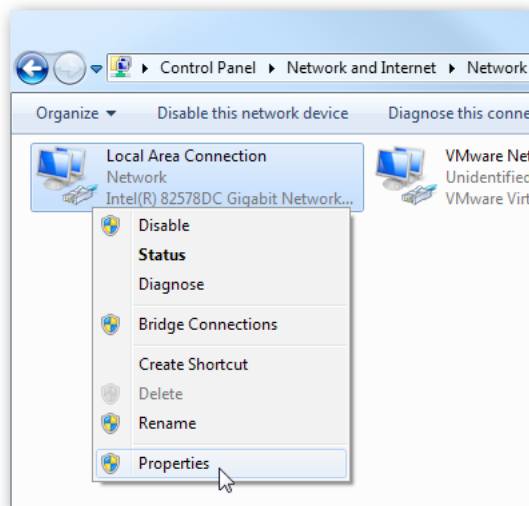 Control Panel Network and Internet Network
Organize Disable this network device Diagnose this conne
Local Area Connection
Network
Intel(R) 82578DC Gigabit Network...
VMware Net
Unidentified
VMware Virt
Disable
Status
Diagnose
Bridge Connections
Create Shortcut
Delete
Rename
Properties